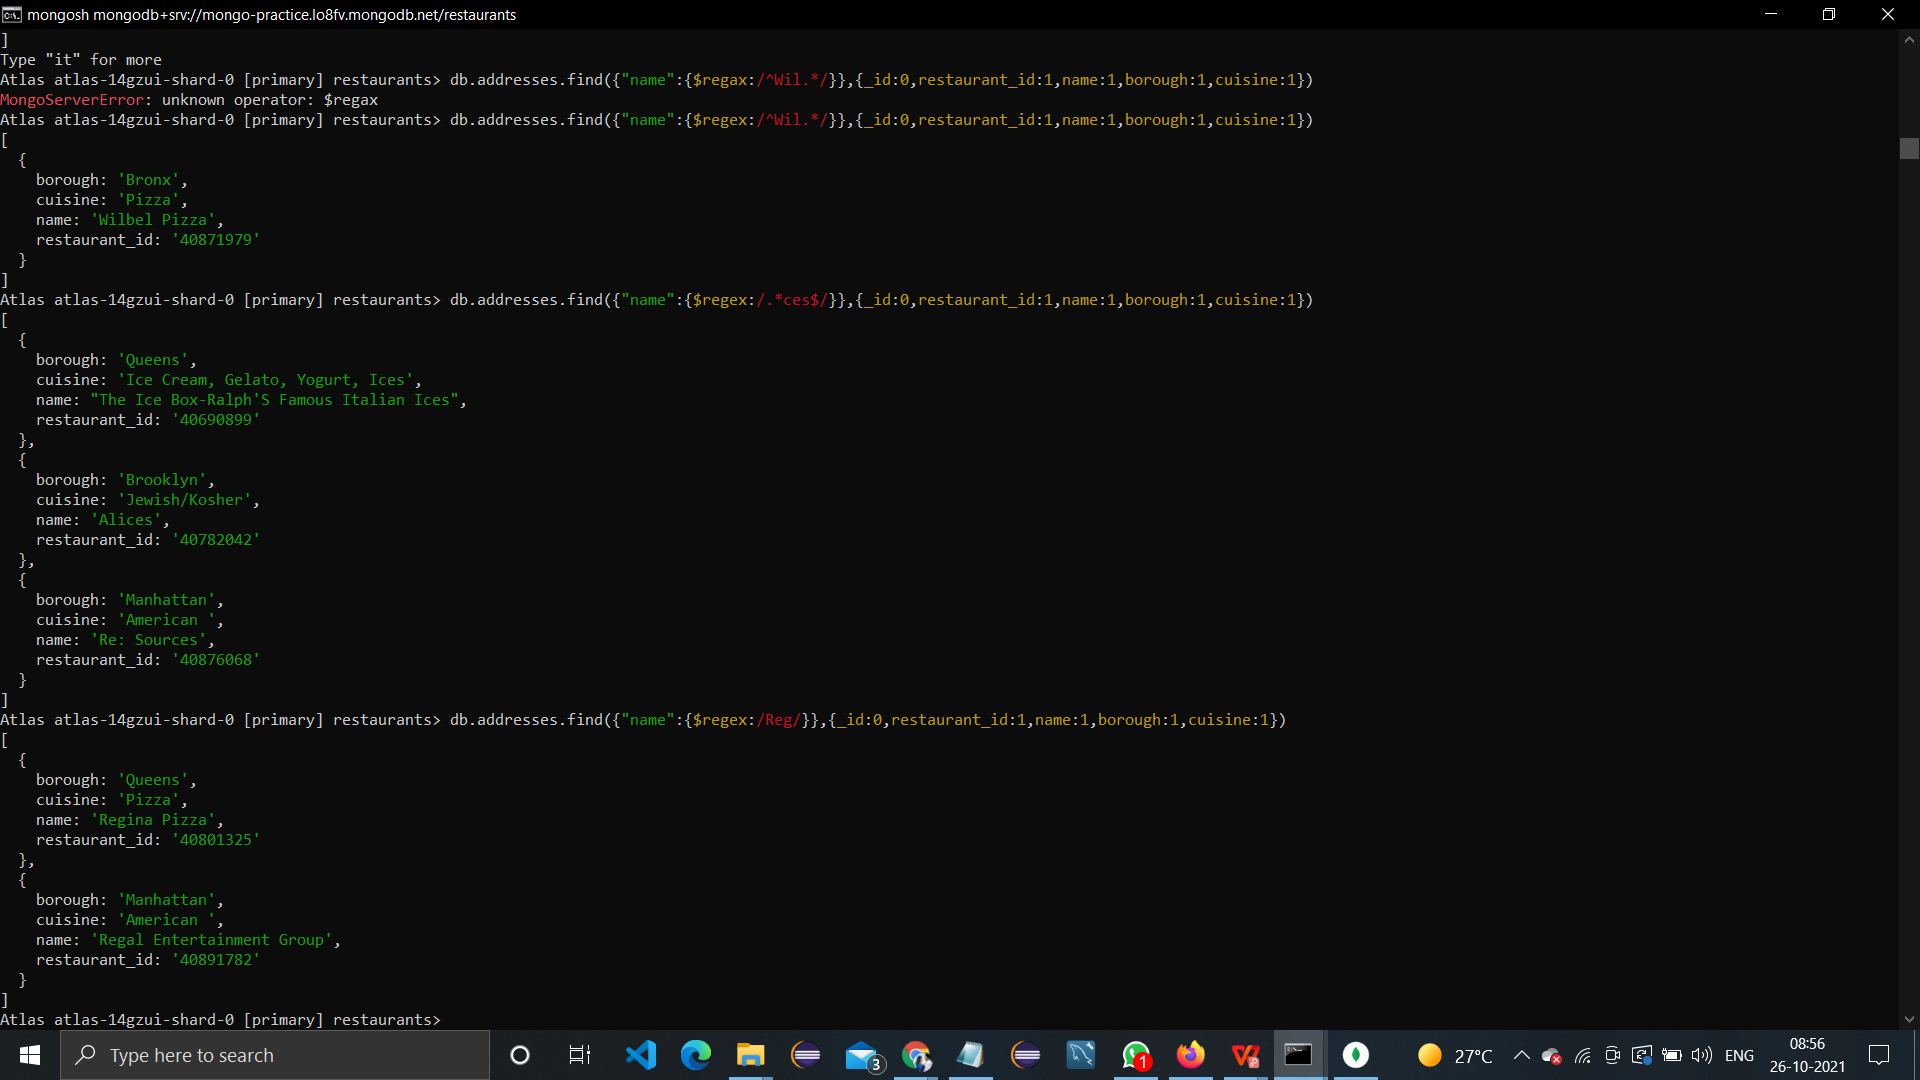 mongosh mongodb+srv://mongo-practice.lo8fv.mongodb.net/restaurants
]
Type "it" for more
Atlas atlas-14gzui-shard-0 [primary] restaurants> db.addresses.find({"name":{$regax:/^Wil.*/}},{_id:0,restaurant_id:1,name:1,borough:1,cuisine:1})
MongoServerError: unknown operator: $regax
Atlas atlas-14gzui-shard-0 [primary] restaurants> db.addresses.find({"name":{$regex:/^Wil.*/}},{_id:0,restaurant_id:1,name:1,borough:1,cuisine:1})
[
  {
    borough: 'Bronx',
    cuisine: 'Pizza',
    name: 'Wilbel Pizza',
    restaurant_id: '40871979'
  }
]
Atlas atlas-14gzui-shard-0 [primary] restaurants> db.addresses.find({"name":{$regex:/.*ces$/}},{_id:0,restaurant_id:1,name:1,borough:1,cuisine:1})
[
  {
    borough: 'Queens',
    cuisine: 'Ice Cream, Gelato, Yogurt, Ices',
    name: "The Ice Box-Ralph'S Famous Italian Ices",
    restaurant_id: '40690899'
  },
  {
    borough: 'Brooklyn',
    cuisine: 'Jewish/Kosher',
    name: 'Alices',
    restaurant_id: '40782042'
  },
  {
    borough: 'Manhattan',
    cuisine: 'American ',
    name: 'Re: Sources',
    restaurant_id: '40876068'
  }
]
Atlas atlas-14gzui-shard-0 [primary] restaurants> db.addresses.find({"name":{$regex:/Reg/}},{_id:0,restaurant_id:1,name:1,borough:1,cuisine:1})
[
  {
    borough: 'Queens',
    cuisine: 'Pizza',
    name: 'Regina Pizza',
    restaurant_id: '40801325'
  },
  {
    borough: 'Manhattan',
    cuisine: 'American ',
    name: 'Regal Entertainment Group',
    restaurant_id: '40891782'
  }
]
Atlas atlas-14gzui-shard-0 [primary] restaurants>
Type here to search
3
1
27°C
ENG
08:56
26-10-2021